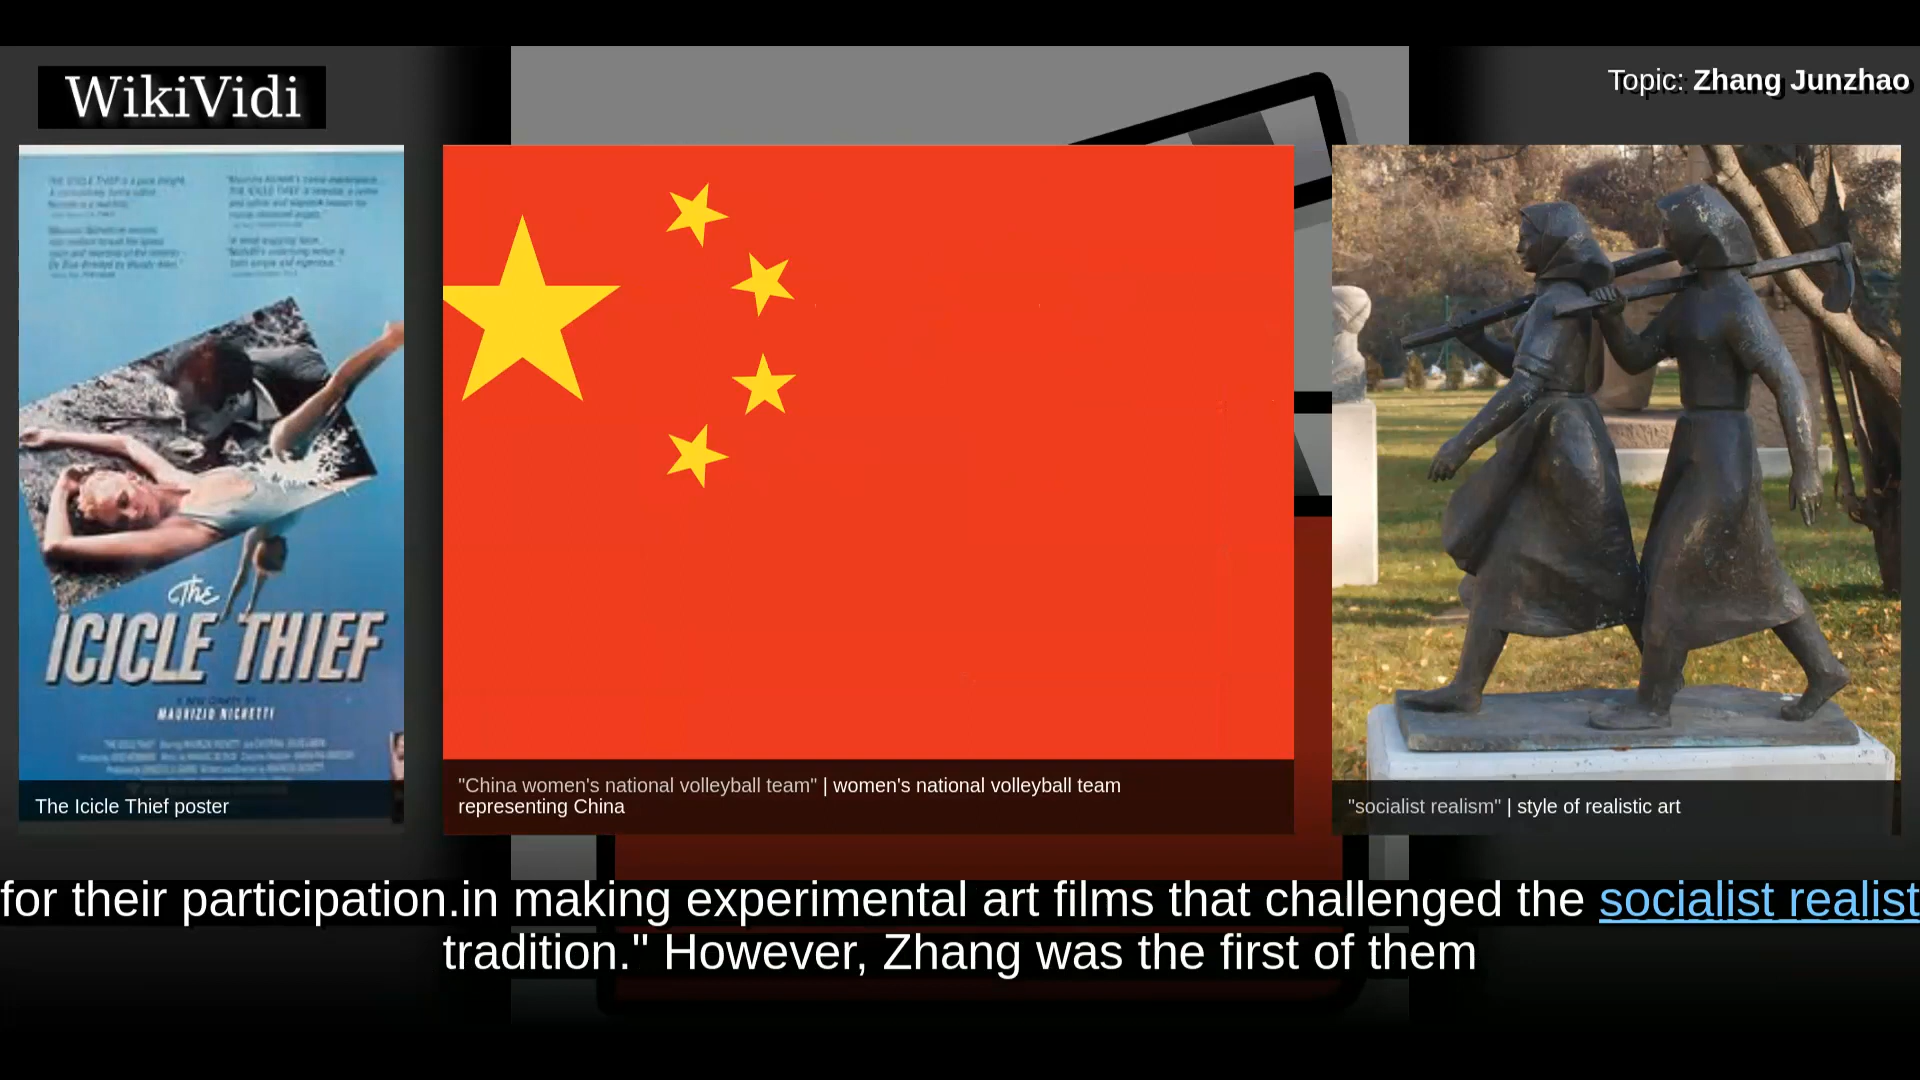 WikiVidi
Topic: Zhang Junzhao
The
ICICLE THIEF
MAURIZIO NICHETTI
The Icicle Thief poster
"China women's national volleyball team" | women's national volleyball team
representing China
"socialist realism" | style of realistic art
for their participation.in making experimental art films that challenged the socialist realist
tradition." However, Zhang was the first of them